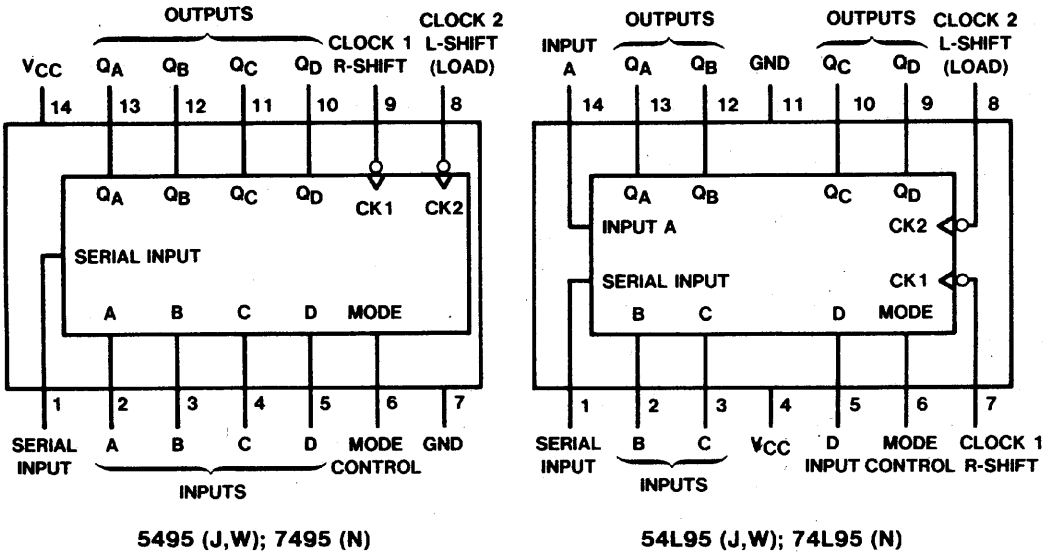 OUTPUTS
CLOCK 2
CLOCK 1 L-SHIFT
VCC QA QB QC QD R-SHIFT (LOAD)
14 13 12 11 10 9 8
QA QB QC QD CK1 CK2
SERIAL INPUT
A B C D MODE
1 2 3 4 5 6 7
SERIAL A B C D MODE GND
INPUT CONTROL
INPUTS
5495 (J,W); 7495 (N)
OUTPUTS OUTPUTS CLOCK 2
INPUT L-SHIFT
A QA QB GND QC QD (LOAD)
14 13 12 11 10 9 8
QA QB QC QD
INPUT A CK2
SERIAL INPUT CK1
B C D MODE
1 2 3 4 5 6 7
SERIAL B C VCC D MODE CLOCK 1
INPUT INPUT CONTROL R-SHIFT
INPUTS
54L95 (J,W); 74L95 (N)